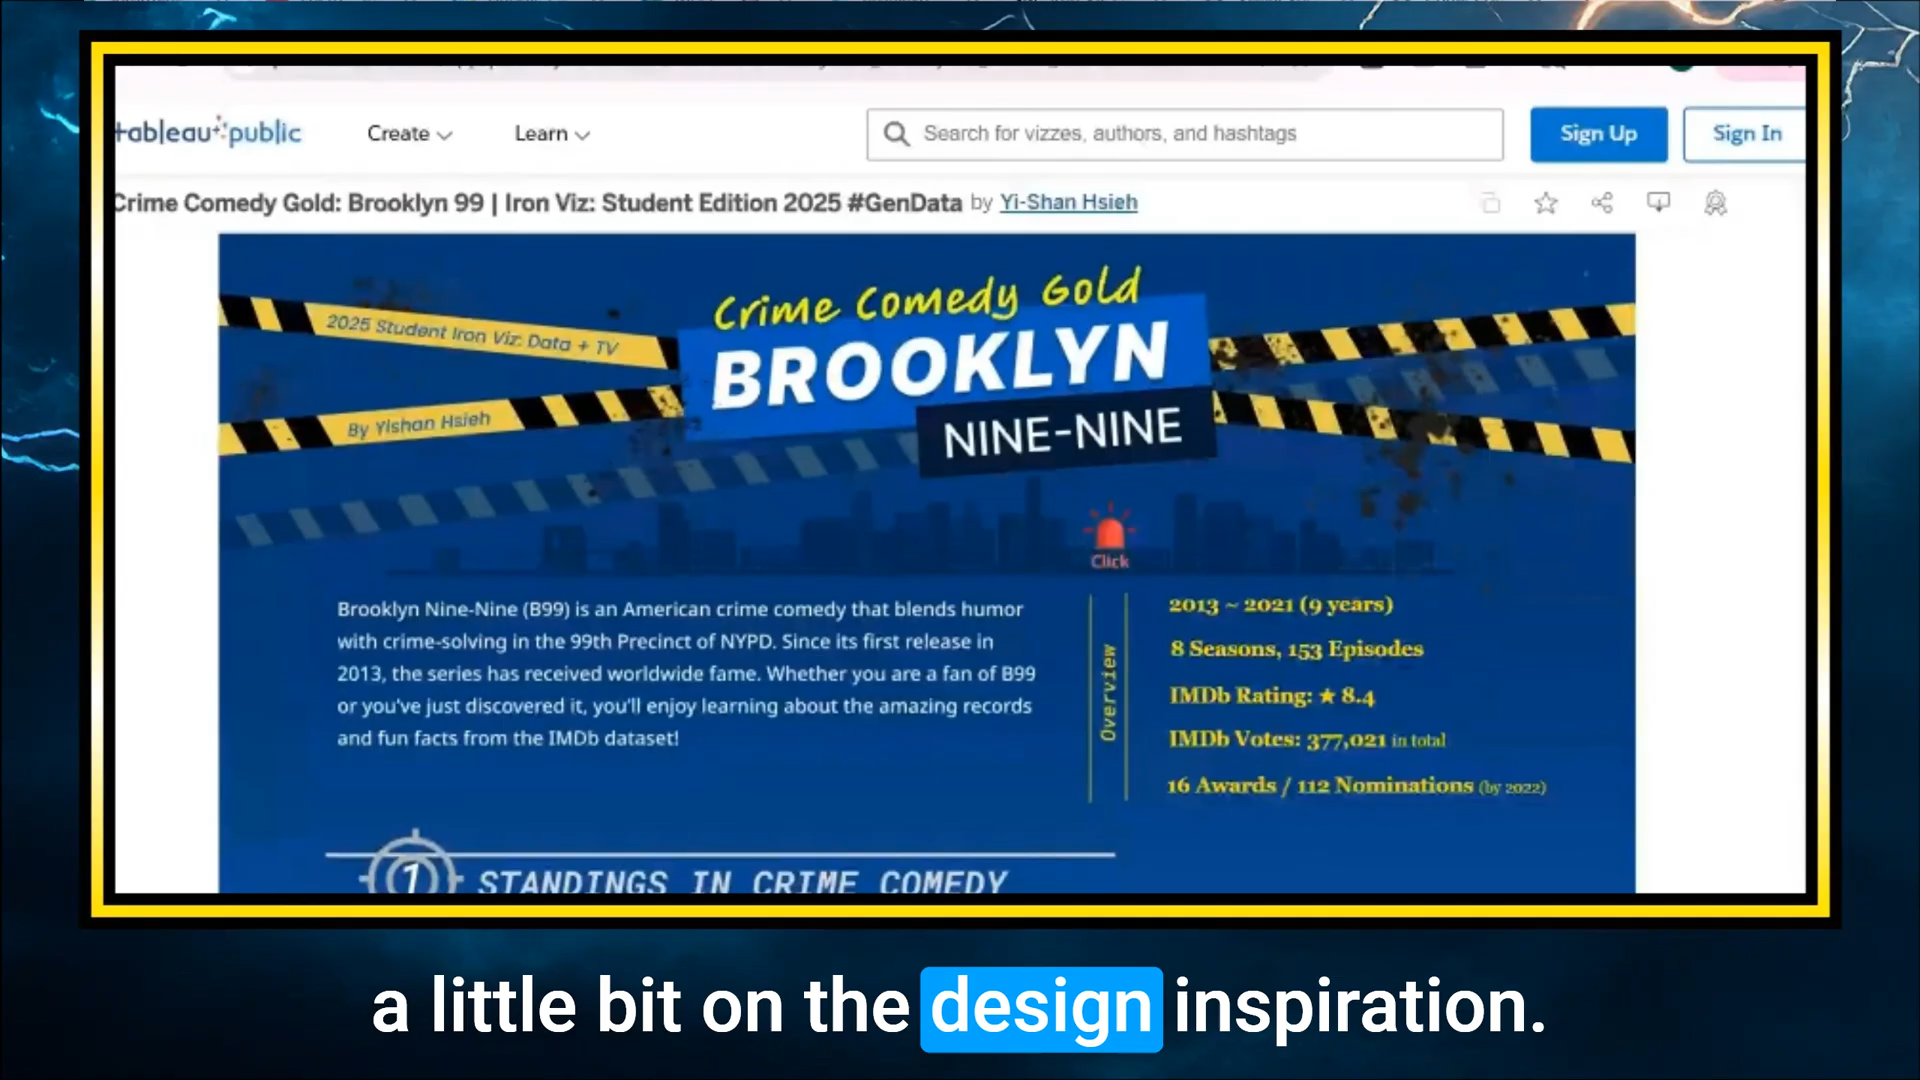 tableau public
Create
Learn
Search for vizzes, authors, and hashtags
Sign Up
Sign In
Crime Comedy Gold: Brooklyn 99 | Iron Viz: Student Edition 2025 #GenData by Yi-Shan Hsieh
2025 Student Iron Viz: Data + TV
By Yishan Hsieh
Crime Comedy Gold
BROOKLYN
NINE-NINE
Click
Brooklyn Nine-Nine (B99) is an American crime comedy that blends humor
with crime-solving in the 99th Precinct of NYPD. Since its first release in
2013, the series has received worldwide fame. Whether you are a fan of B99
or you've just discovered it, you'll enjoy learning about the amazing records
and fun facts from the IMDb dataset!
Overview
2013 ~ 2021 (9 years)
8 Seasons, 153 Episodes
IMDb Rating: ★ 8.4
IMDb Votes: 377,021 in total
16 Awards / 112 Nominations (by 2022)
1 STANDINGS IN CRIME COMEDY
a little bit on the design inspiration.